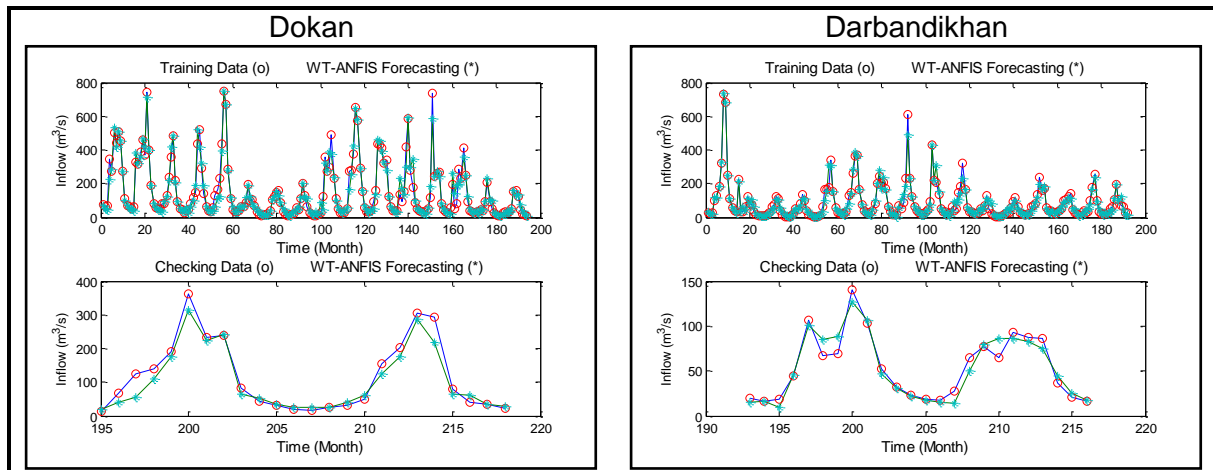 Dokan
Training Data (o) WT-ANFIS Forecasting (*)
800
600
400
200
0
Inflow (m³/s)
0 20 40 60 80 100 120 140 160 180 200
Time (Month)
Checking Data (o) WT-ANFIS Forecasting (*)
400
300
200
100
0
Inflow (m³/s)
195 200 205 210 215 220
Time (Month)
Darbandikhan
Training Data (o) WT-ANFIS Forecasting (*)
800
600
400
200
0
Inflow (m³/s)
0 20 40 60 80 100 120 140 160 180 200
Time (Month)
Checking Data (o) WT-ANFIS Forecasting (*)
150
100
50
0
Inflow (m³/s)
190 195 200 205 210 215 220
Time (Month)